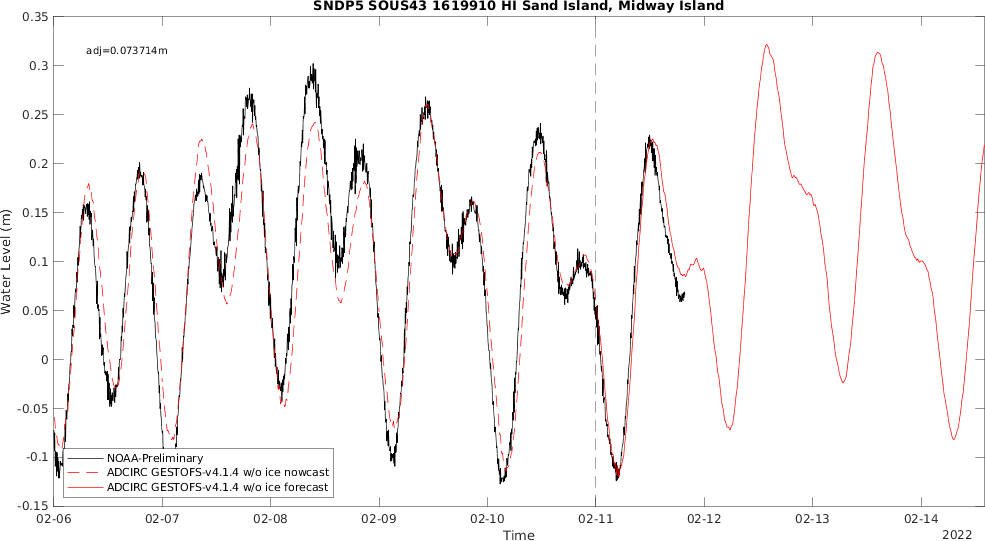 SNDP5 SOUS43 1619910 HI Sand Island, Midway Island
adj=0.073714m
0.35
0.3
0.25
0.2
0.15
0.1
0.05
0
-0.05
-0.1
-0.15
Water Level (m)
NOAA-Preliminary
ADCIRC GESTOFS-v4.1.4 w/o ice nowcast
ADCIRC GESTOFS-v4.1.4 w/o ice forecast
02-06 02-07 02-08 02-09 02-10 02-11 02-12 02-13 02-14
Time
2022